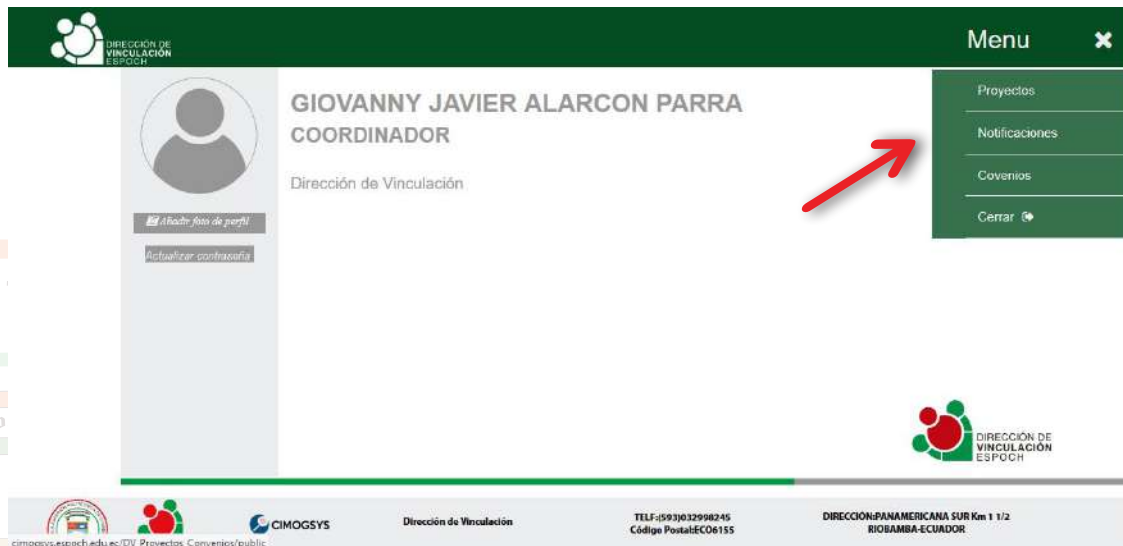 DIRECCIÓN DE
VINCULACIÓN
ESPOCH
Menu
Proyectos
Notificaciones
Covenios
Cerrar
GIOVANNY JAVIER ALARCON PARRA
COORDINADOR
Dirección de Vinculación
Añadir foto de perfil
Actualizar contraseña
DIRECCIÓN DE
VINCULACIÓN
ESPOCH
CIMOGSYS
Dirección de Vinculación
TELF:(593)032998245
Código Postal:EC06155
DIRECCIÓN:PANAMERICANA SUR Km 1 1/2
RIOBAMBA-ECUADOR
cimogsys.espoch.edu.ec/DV_Proyectos_Convenios/public